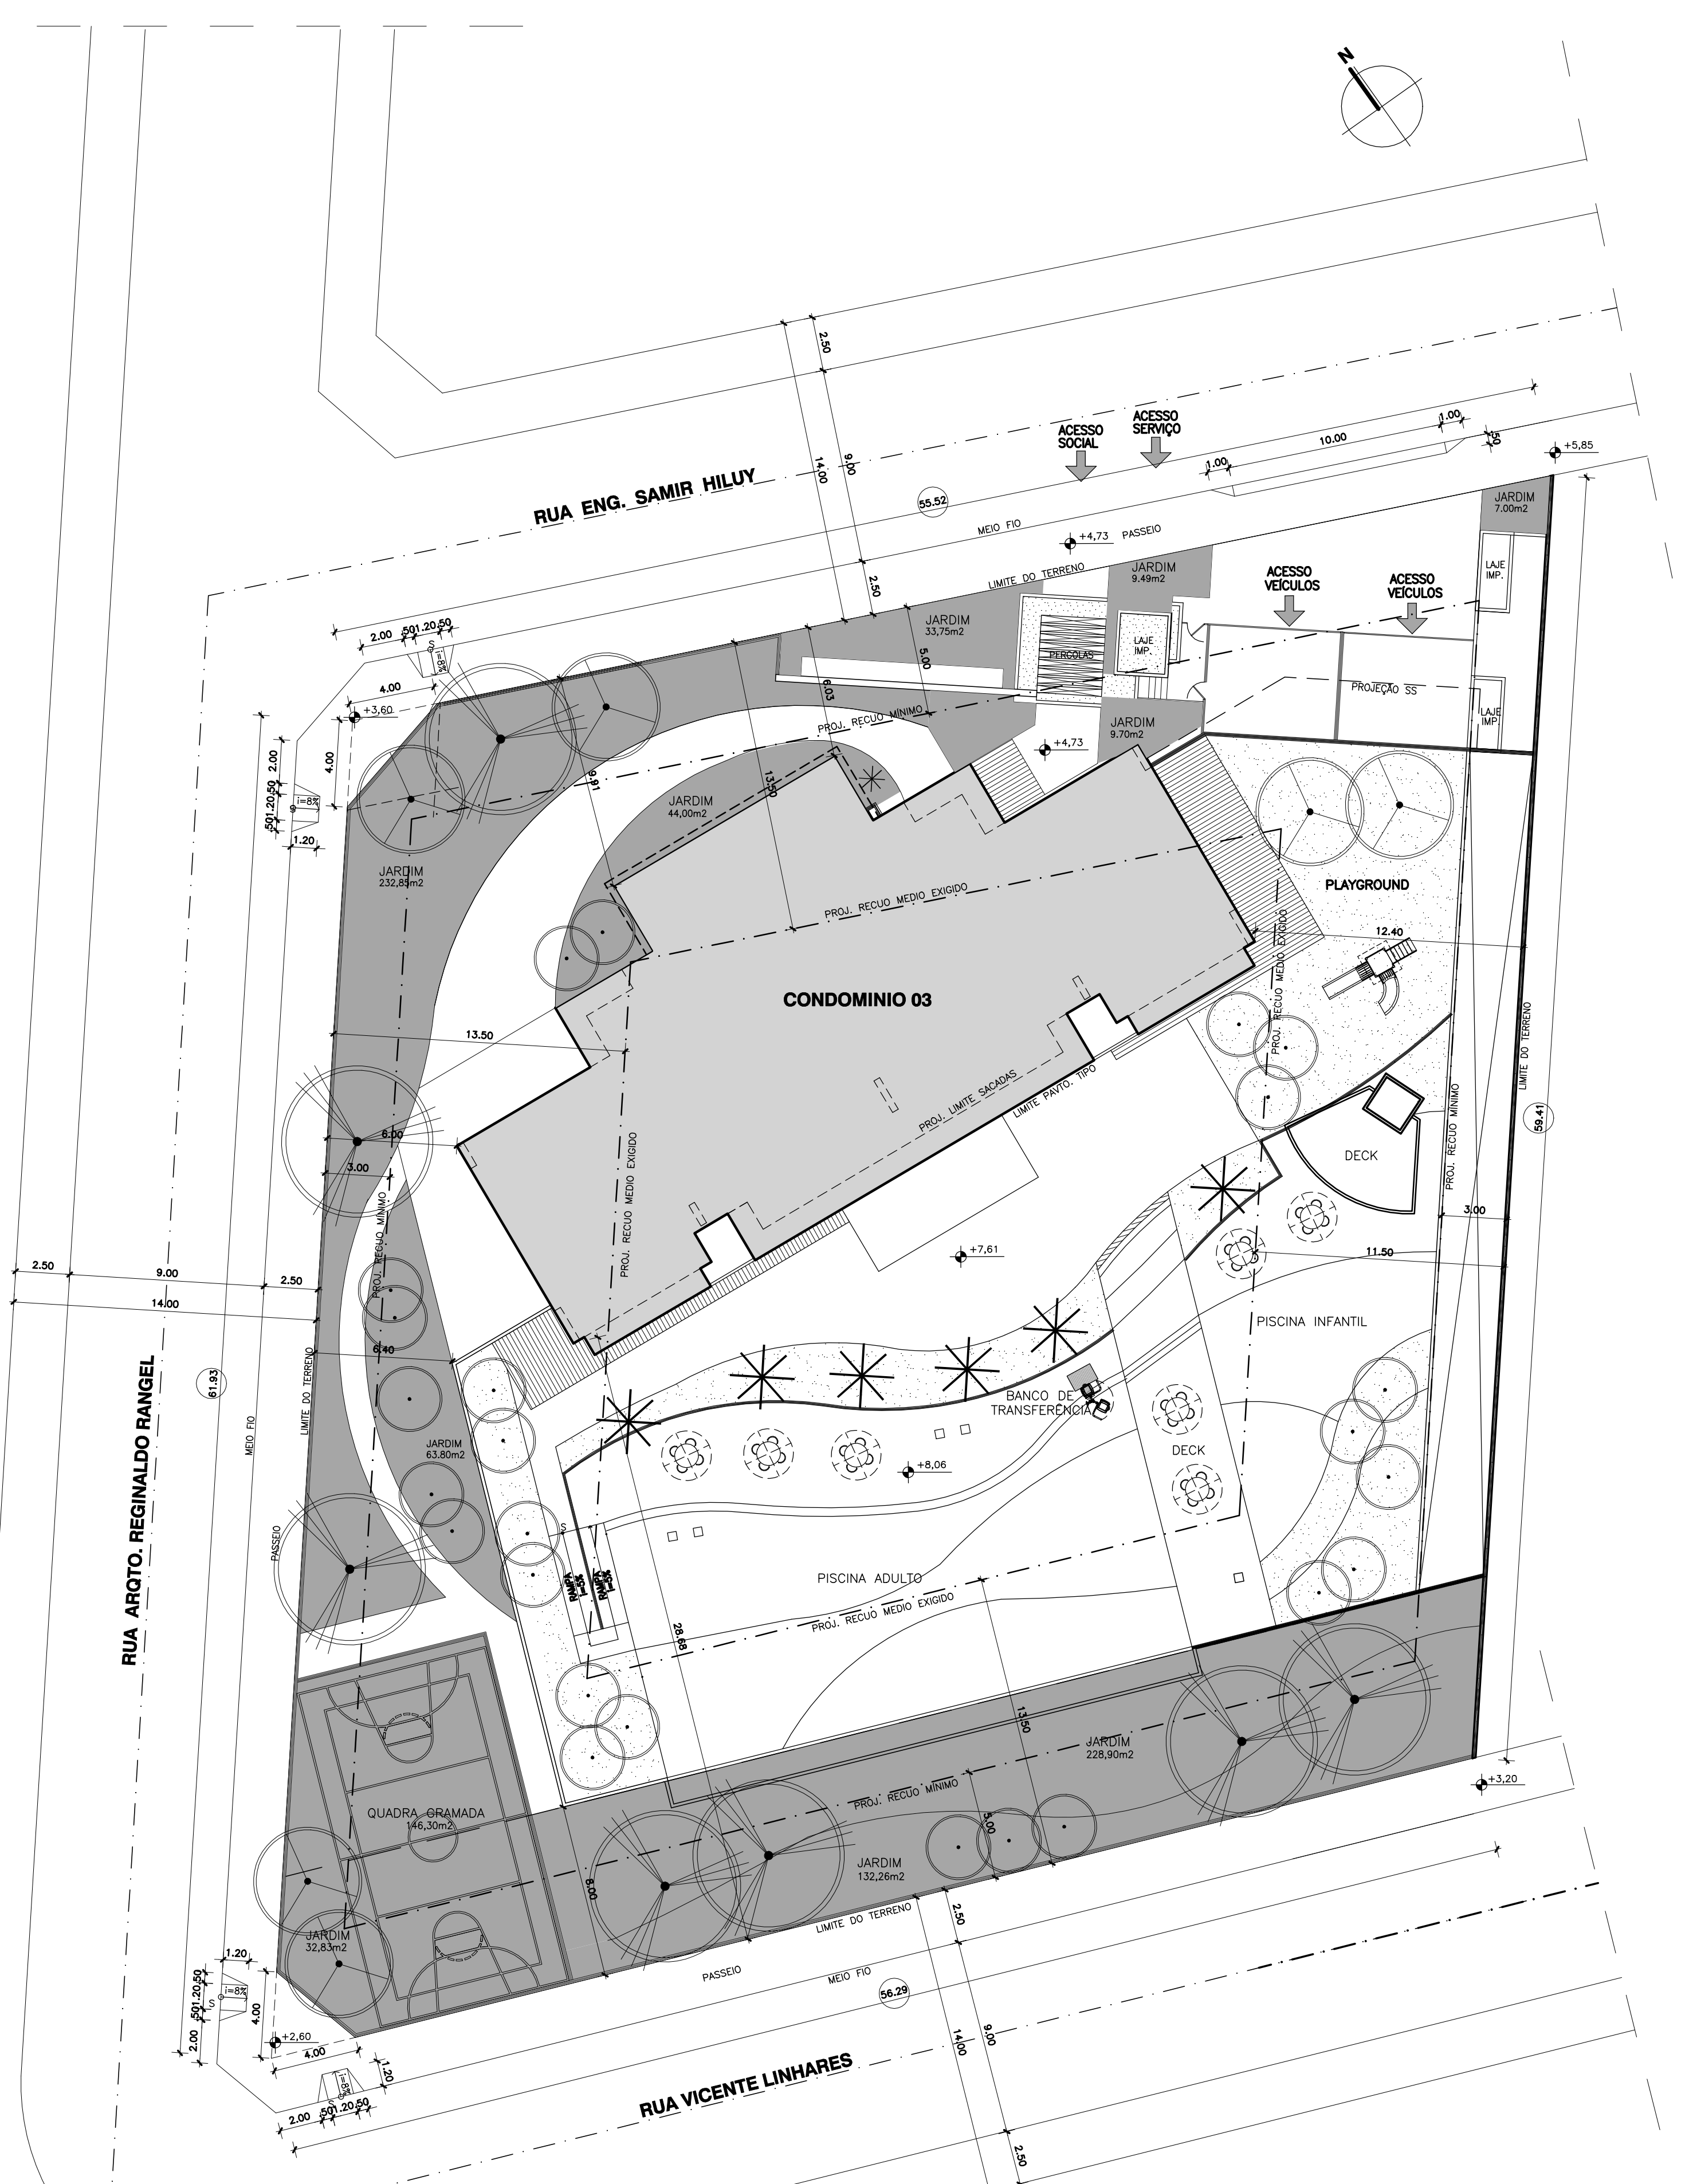 N
2.50
14.00
9.00
ACESSO
SOCIAL
ACESSO
SERVIÇO
1.00
10.00
1.00
.50
+5,85
RUA ENG. SAMIR HILUY
55.52
MEIO FIO
+4,73
PASSEIO
JARDIM
7.00m2
2.50
LIMITE DO TERRENO
JARDIM
9.49m2
ACESSO
VEÍCULOS
ACESSO
VEÍCULOS
LAJE
IMP.
2.00
.50
1.20
.50
S
i=8%
4.00
+3,60
JARDIM
33,75m2
5.00
6.03
PERGOLAS
LAJE
IMP.
PROJEÇÃO SS
LAJE
IMP.
PROJ. RECUO MÍNIMO
JARDIM
9.70m2
+4,73
2.00
4.00
.50
1.20
.50
S
i=8%
1.20
9.91
13.50
JARDIM
44,00m2
JARDIM
232,85m2
PLAYGROUND
PROJ. RECUO MEDIO EXIGIDO
PROJ. RECUO MEDIO EXIGIDO
12.40
CONDOMINIO 03
13.50
LIMITE DO TERRENO
59.41
PROJ. LIMITE SACADAS
LIMITE PAVTO. TIPO
PROJ. RECUO MÍNIMO
6.00
3.00
PROJ. RECUO MEDIO EXIGIDO
PROJ. RECUO MÍNIMO
DECK
3.00
11.50
+7,61
2.50
9.00
2.50
14.00
PISCINA INFANTIL
6.40
61.93
LIMITE DO TERRENO
MEIO FIO
BANCO DE
TRANSFERÊNCIA
DECK
JARDIM
63.80m2
+8,06
RUA ARQTO. REGINALDO RANGEL
PASSEIO
S
RAMPA
RAMPA
PISCINA ADULTO
PROJ. RECUO MEDIO EXIGIDO
28.68
13.50
JARDIM
228,90m2
+3,20
PROJ. RECUO MÍNIMO
5.00
QUADRA GRAMADA
146,30m2
JARDIM
132,26m2
8.00
LIMITE DO TERRENO
2.50
JARDIM
32,83m2
1.20
.50
1.20
.50
S
i=8%
2.00
4.00
PASSEIO
MEIO FIO
56.29
+2,60
4.00
1.20
i=8%
S
2.00
.50
1.20
.50
14.00
9.00
RUA VICENTE LINHARES
2.50